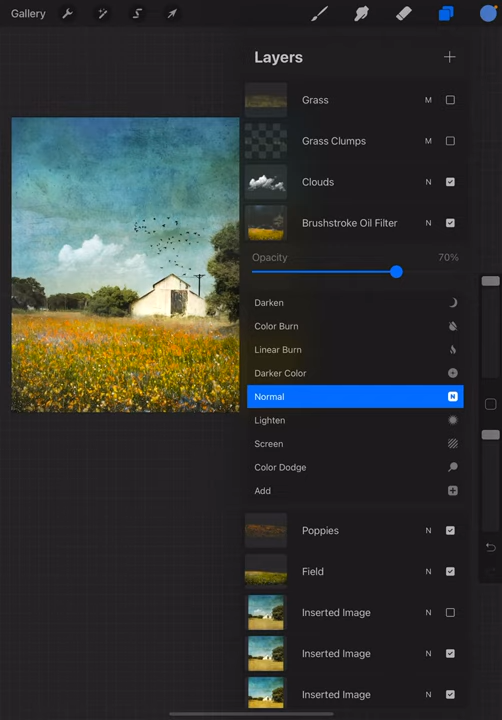 Gallery
Layers
Grass M
Grass Clumps M
Clouds N
Brushstroke Oil Filter N
Opacity 70%
Darken
Color Burn
Linear Burn
Darker Color
Normal N
Lighten
Screen
Color Dodge
Add
Poppies N
Field N
Inserted Image N
Inserted Image N
Inserted Image N